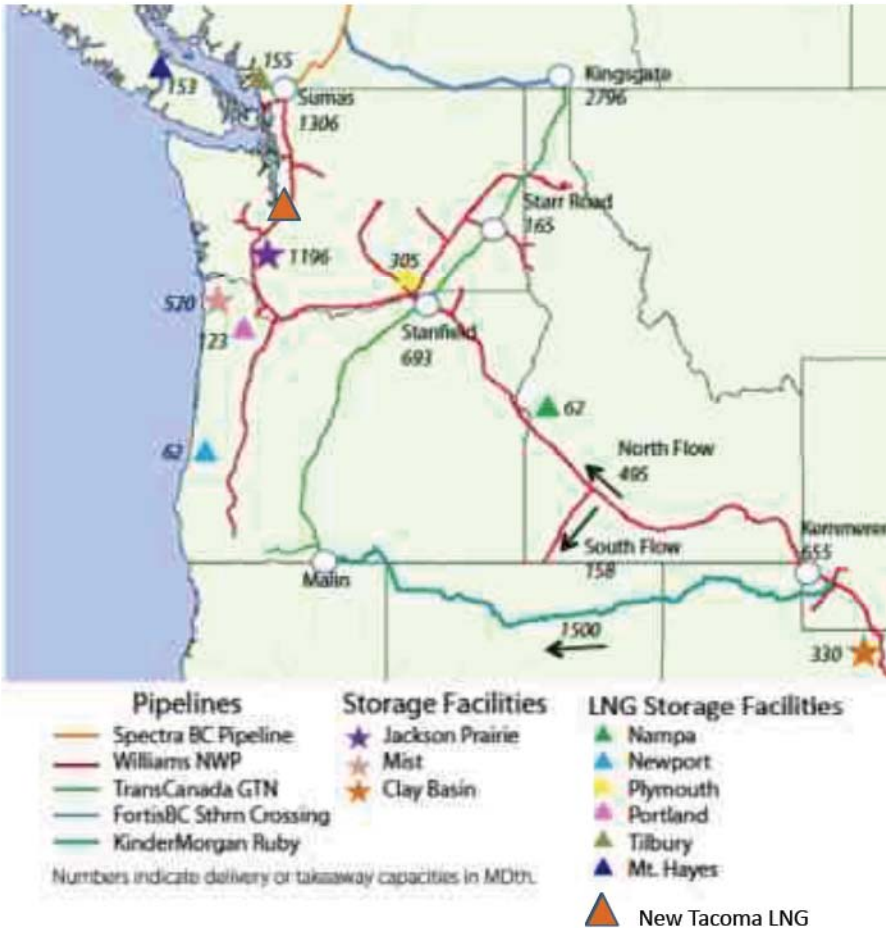 155
153
Sumas
1306
Kingsgate
2796
Starr Road
165
1196
305
520
123
Stanfield
693
62
62
North Flow
495
Kemmerer
655
South Flow
158
Malin
1500
330
Pipelines
Spectra BC Pipeline
Williams NWP
TransCanada GTN
FortisBC Sthrn Crossing
KinderMorgan Ruby
Numbers indicate delivery or takeaway capacities in MDth.
Storage Facilities
Jackson Prairie
Mist
Clay Basin
LNG Storage Facilities
Nampa
Newport
Plymouth
Portland
Tilbury
Mt. Hayes
New Tacoma LNG